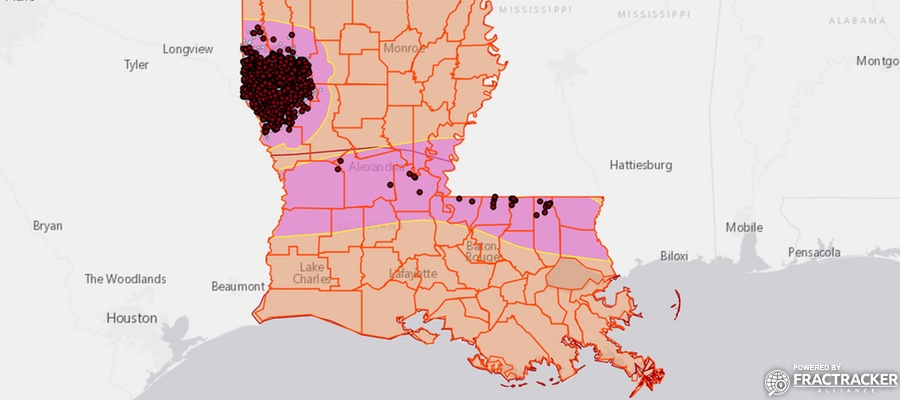 MISSISSIPPI
MISSISSIPPI
ALABAMA
Longview
Monroe
Tyler
Montgo
Alexandria
Hattiesburg
Bryan
Mobile
Baton
Rouge
Biloxi
Pensacola
The Woodlands
Lake
Charles
Lafayette
Beaumont
Houston
POWERED BY
FRACTRACKER
ALLIANCE